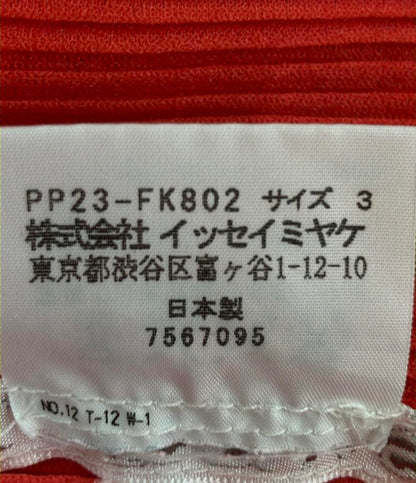 PP23-FK802 サイズ 3
株式会社 イッセイミヤケ
東京都渋谷区富ヶ谷1-12-10
日本製
7567095
NO.12 T-12 W-1